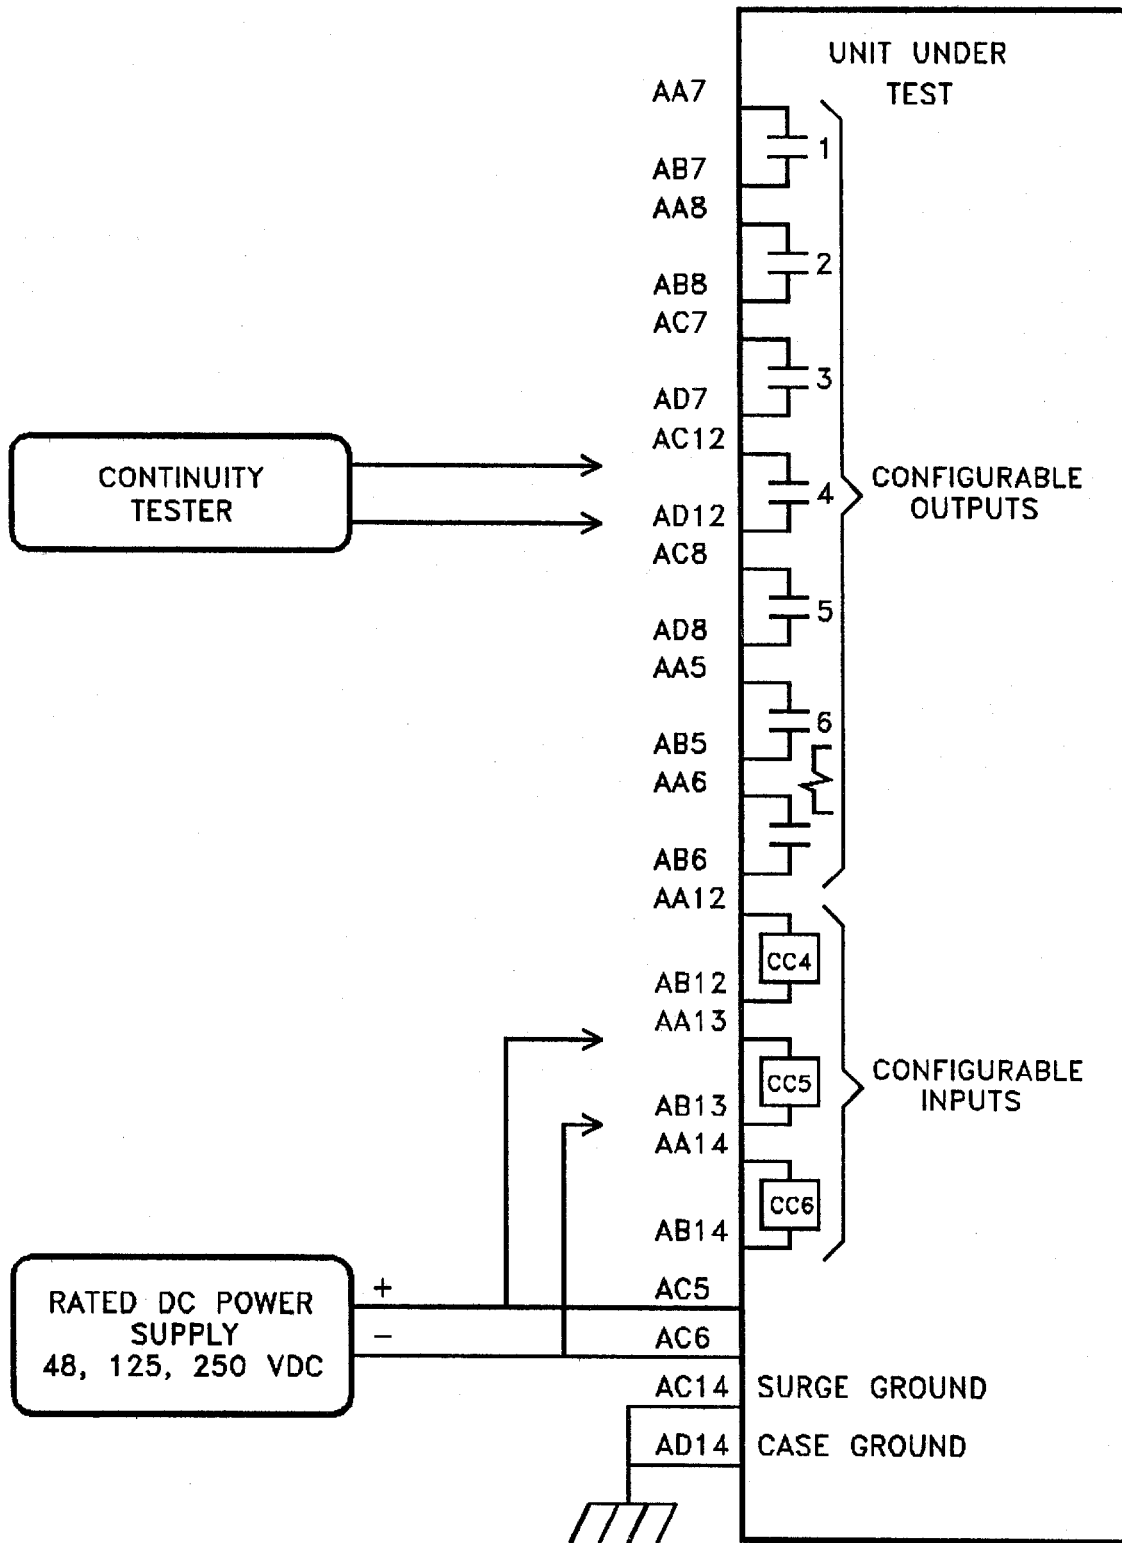 UNIT UNDER
TEST
AA7
1
AB7
AA8
2
AB8
AC7
3
AD7
AC12
CONTINUITY
TESTER
4
CONFIGURABLE
OUTPUTS
AD12
AC8
5
AD8
AA5
6
AB5
AA6
AB6
AA12
CC4
AB12
AA13
CC5
CONFIGURABLE
INPUTS
AB13
AA14
CC6
AB14
RATED DC POWER
SUPPLY
48, 125, 250 VDC
+
AC5
−
AC6
AC14 SURGE GROUND
AD14 CASE GROUND